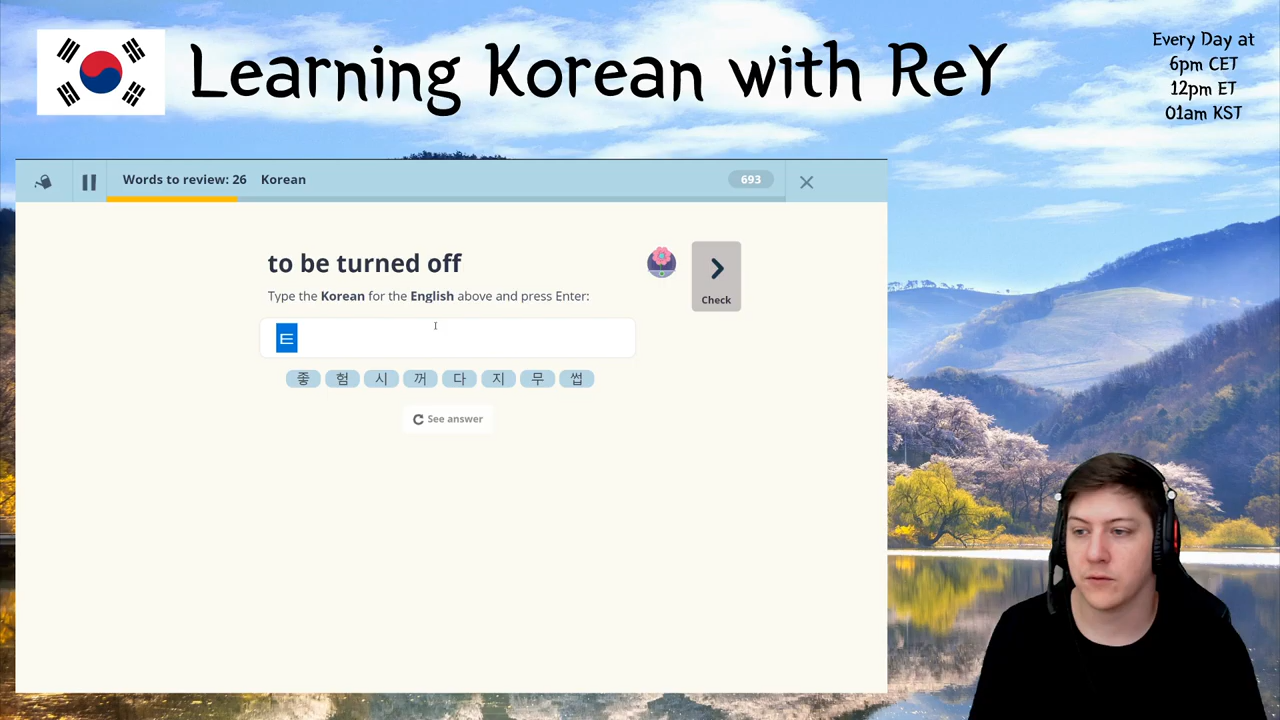 Learning Korean with ReY
Every Day at
6pm CET
12pm ET
01am KST
Words to review: 26 Korean
693
to be turned off
Type the Korean for the English above and press Enter:
ㅌ
Check
좋 험 시 꺼 다 지 무 썹
See answer